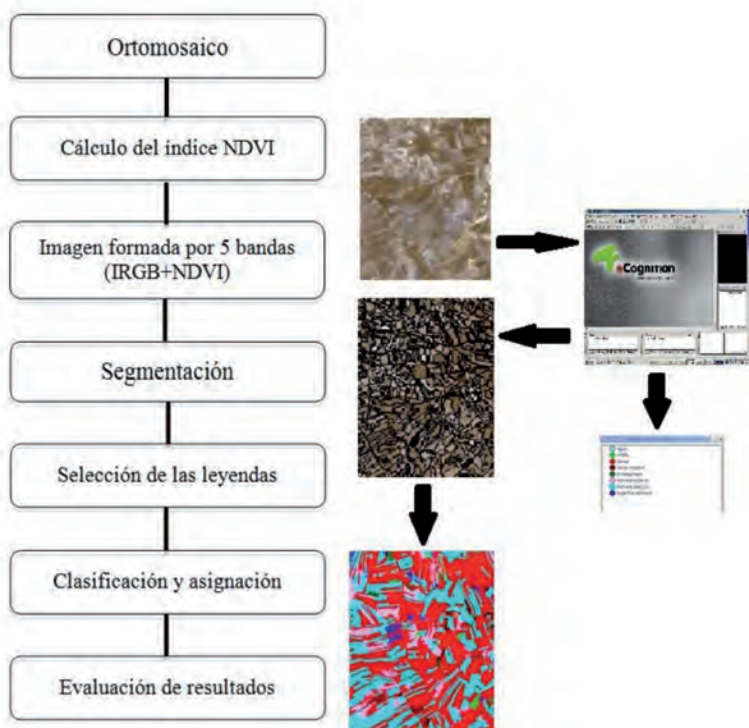 Ortomosaico
Cálculo del índice NDVI
Imagen formada por 5 bandas
(IRGB+NDVI)
Segmentación
Selección de las leyendas
Clasificación y asignación
Evaluación de resultados
eCognition